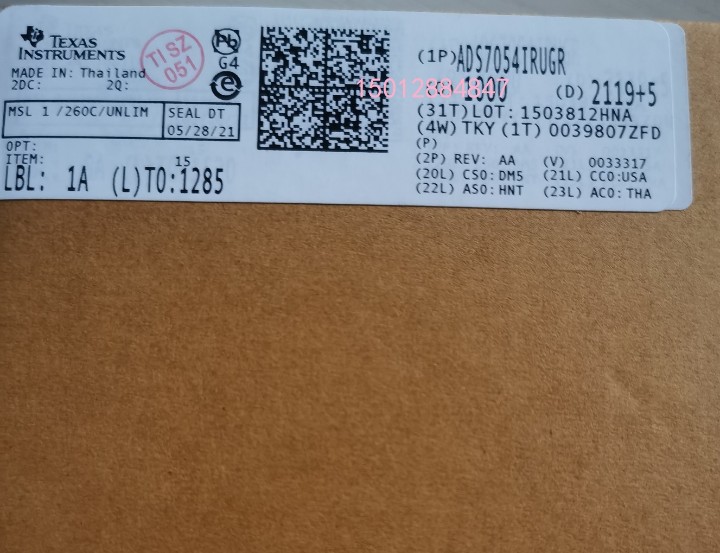 TEXAS
INSTRUMENTS
MADE IN: Thailand
2DC: 2Q:
TI SZ
051
Pb
G4
e
MSL 1 /260C/UNLIM
SEAL DT
05/28/21
OPT:
ITEM: 15
LBL: 1A (L)TO:1285
(1P)ADS7054IRUGR
15012884847
1000 (D) 2119+5
(31T)LOT: 1503812HNA
(4W) TKY (1T) 0039807ZFD
(P)
(2P) REV: AA (V) 0033317
(20L) CSO: DM5 (21L) CCO:USA
(22L) ASO: HNT (23L) ACO: THA